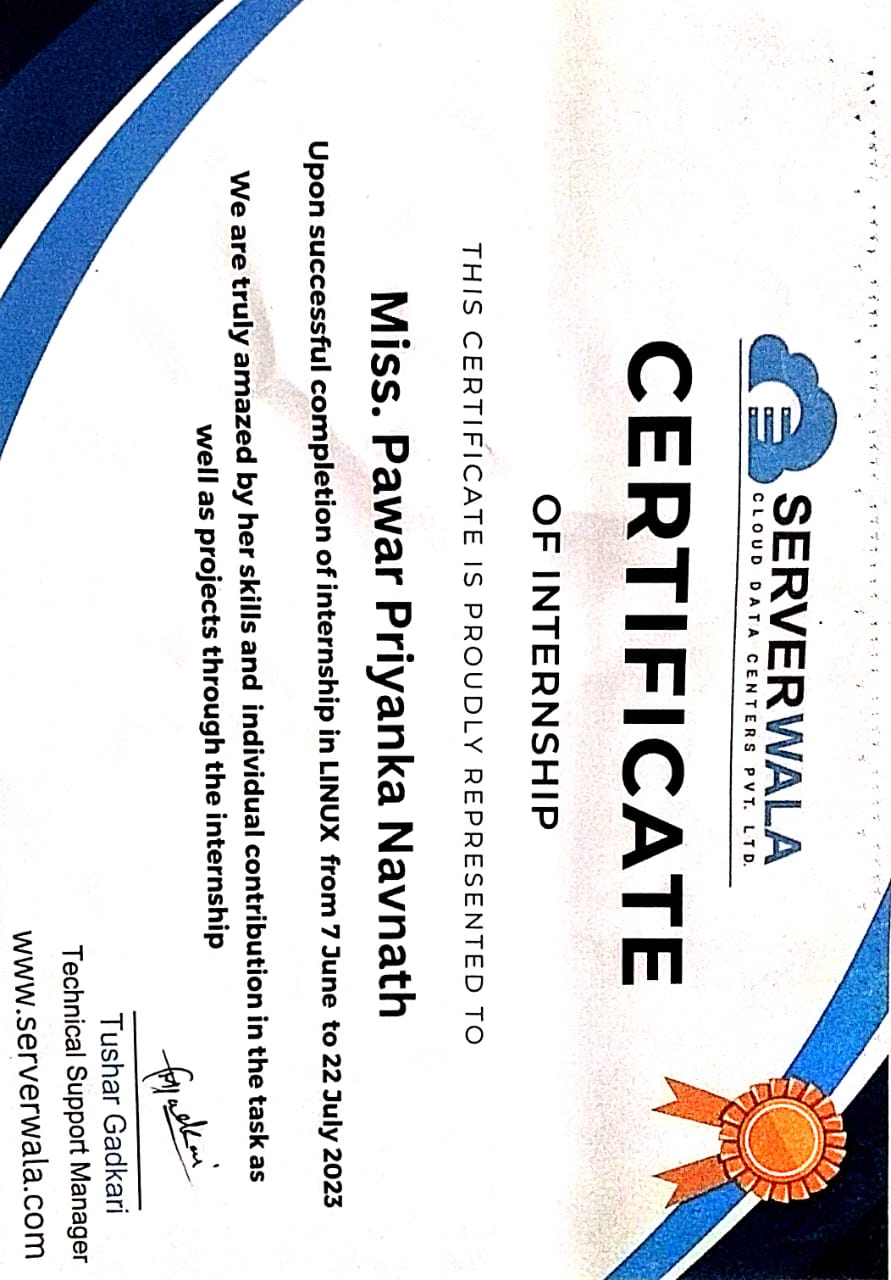 SERVERWALA
CLOUD DATA CENTERS PVT. LTD.
CERTIFICATE
OF INTERNSHIP
THIS CERTIFICATE IS PROUDLY REPRESENTED TO
Miss. Pawar Priyanka Navnath
Upon successful completion of internship in LINUX from 7 June to 22 July 2023
We are truly amazed by her skills and individual contribution in the task as
well as projects through the internship
Tushar Gadkari
Technical Support Manager
www.serverwala.com